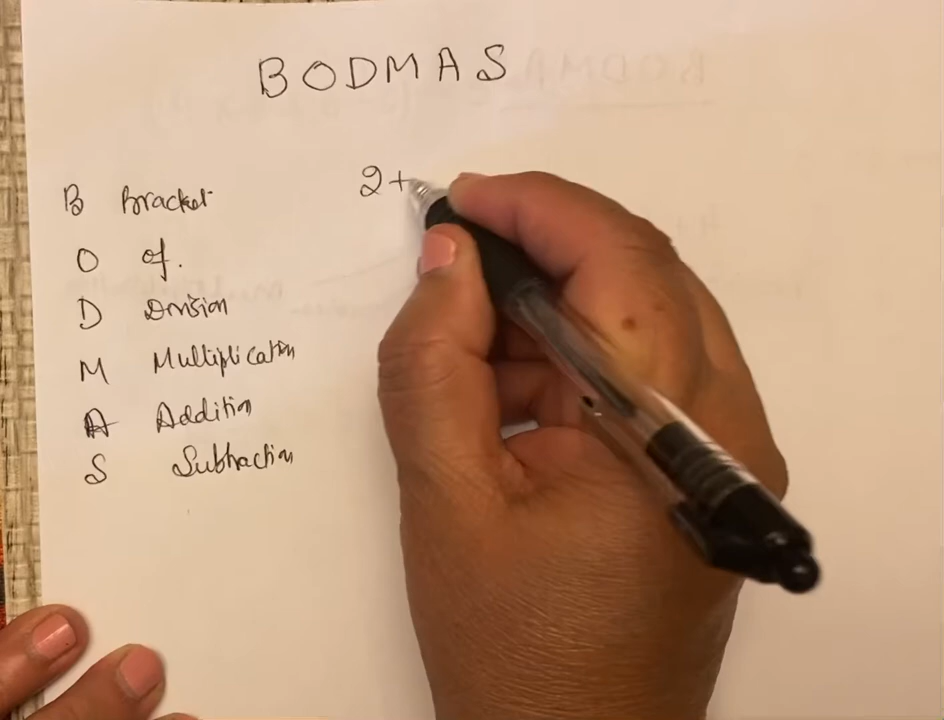 BODMAS
2+
B Bracket
O of.
D Division
M Multiplication
A Addition
S Subtraction